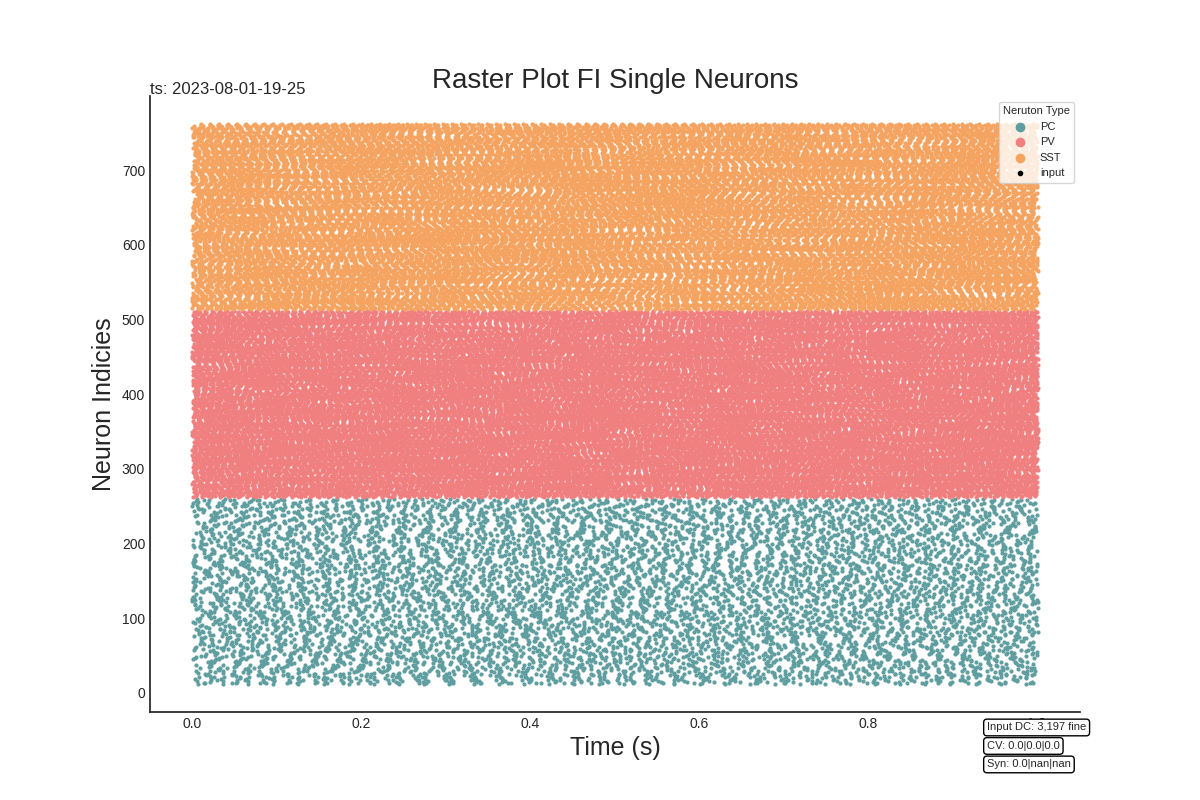 Raster Plot FI Single Neurons
ts: 2023-08-01-19-25
Neruton Type
PC
PV
SST
input
Neuron Indicies
700
600
500
400
300
200
100
0
0.0 0.2 0.4 0.6 0.8
Time (s)
Input DC: 3,197 fine
CV: 0.0|0.0|0.0
Syn: 0.0|nan|nan